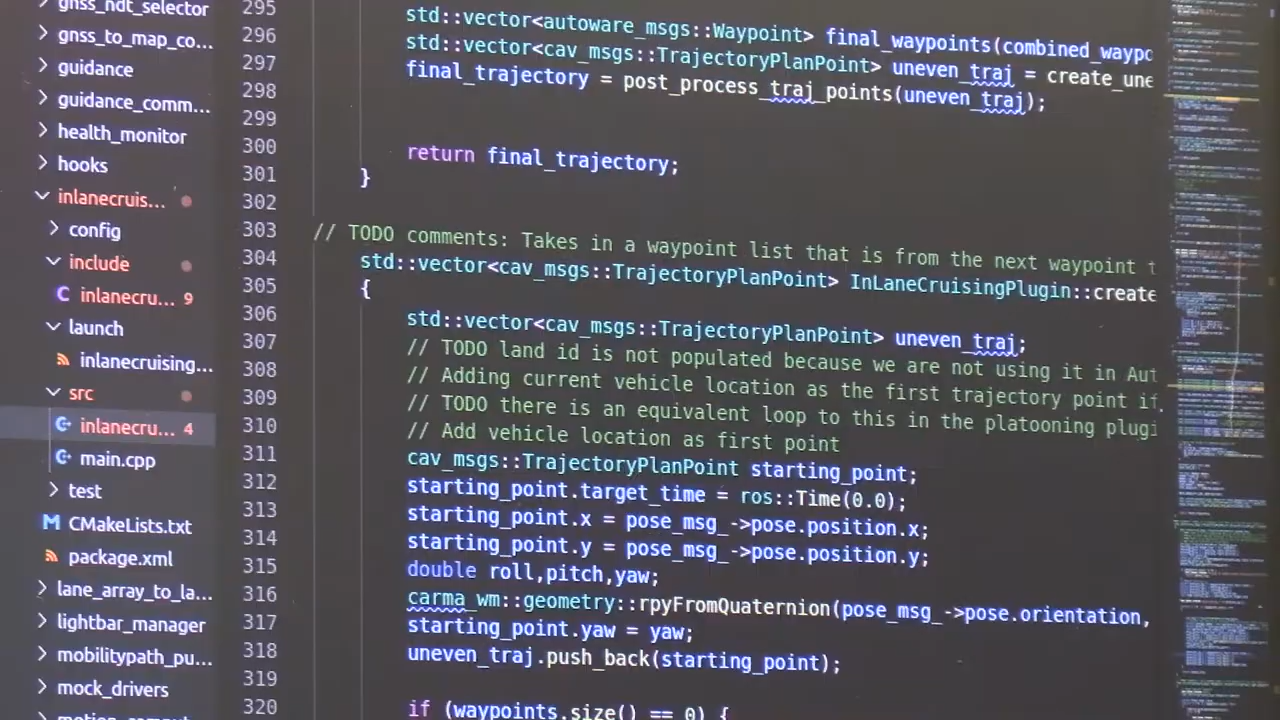 gnss_ndt_selector
gnss_to_map_co...
guidance
guidance_comm...
health_monitor
hooks
inlanecruis...
config
include
inlanecru... 9
launch
inlanecruising...
src
inlanecru... 4
main.cpp
test
CMakeLists.txt
package.xml
lane_array_to_la...
lightbar_manager
mobilitypath_pu...
mock_drivers
295
296 std::vector<autoware_msgs::Waypoint> final_waypoints(combined_waypo
297 std::vector<cav_msgs::TrajectoryPlanPoint> uneven_traj = create_une
298 final_trajectory = post_process_traj_points(uneven_traj);
299
300 return final_trajectory;
301 }
302
303 // TODO comments: Takes in a waypoint list that is from the next waypoint t
304 std::vector<cav_msgs::TrajectoryPlanPoint> InLaneCruisingPlugin::create
305 {
306 std::vector<cav_msgs::TrajectoryPlanPoint> uneven_traj;
307 // TODO land id is not populated because we are not using it in Aut
308 // Adding current vehicle location as the first trajectory point if
309 // TODO there is an equivalent loop to this in the platooning plugi
310 // Add vehicle location as first point
311 cav_msgs::TrajectoryPlanPoint starting_point;
312 starting_point.target_time = ros::Time(0.0);
313 starting_point.x = pose_msg_->pose.position.x;
314 starting_point.y = pose_msg_->pose.position.y;
315 double roll,pitch,yaw;
316 carma_wm::geometry::rpyFromQuaternion(pose_msg_->pose.orientation,
317 starting_point.yaw = yaw;
318 uneven_traj.push_back(starting_point);
319
320 if (waypoints.size() == 0) {